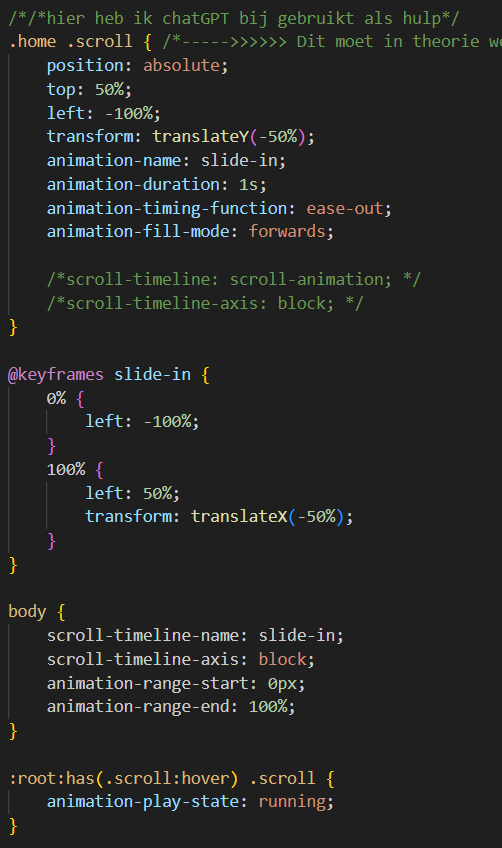 /*/*hier heb ik chatGPT bij gebruikt als hulp*/
.home .scroll { /*----->>>>>> Dit moet in theorie
position: absolute;
top: 50%;
left: -100%;
transform: translateY(-50%);
animation-name: slide-in;
animation-duration: 1s;
animation-timing-function: ease-out;
animation-fill-mode: forwards;
/*scroll-timeline: scroll-animation; */
/*scroll-timeline-axis: block; */
}
@keyframes slide-in {
0% {
left: -100%;
}
100% {
left: 50%;
transform: translateX(-50%);
}
}
body {
scroll-timeline-name: slide-in;
scroll-timeline-axis: block;
animation-range-start: 0px;
animation-range-end: 100%;
}
:root:has(.scroll:hover) .scroll {
animation-play-state: running;
}